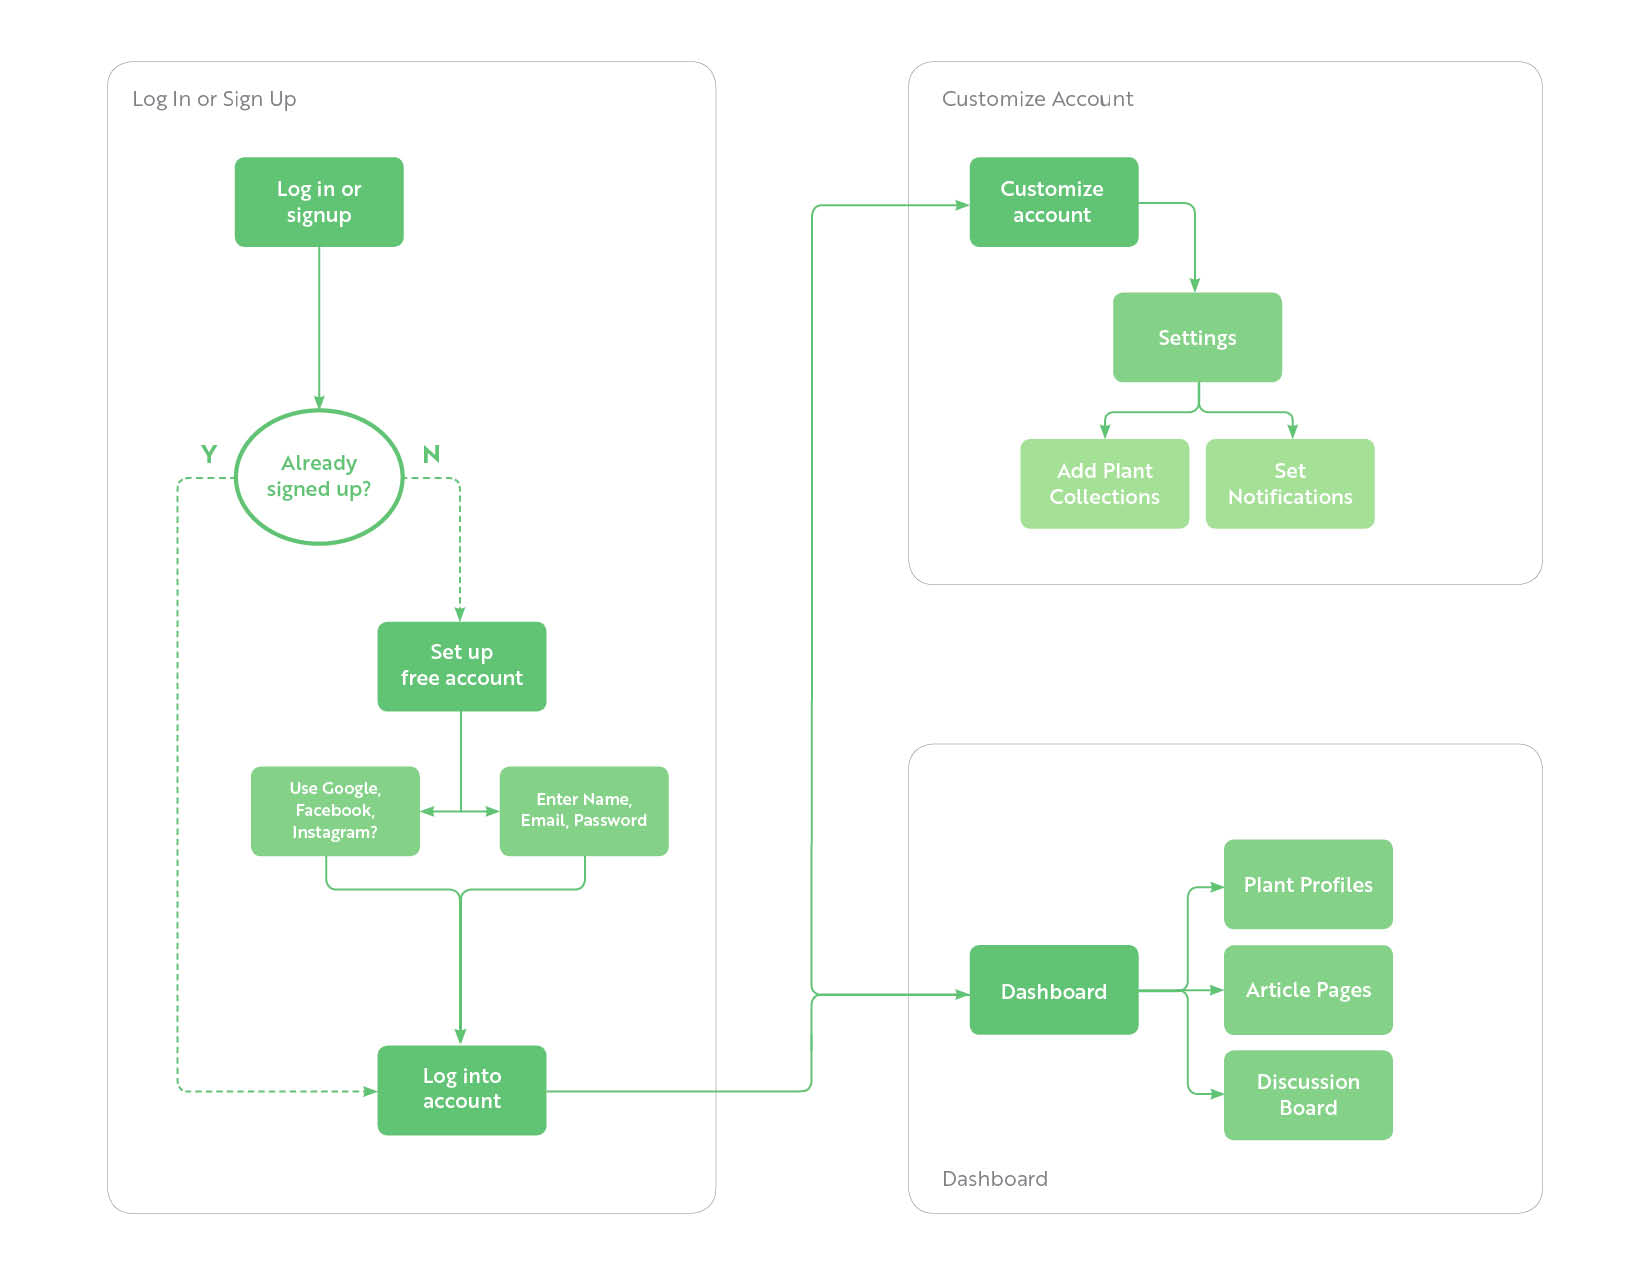 Log In or Sign Up
Log in or
signup
Already
signed up?
Y
N
Set up
free account
Use Google,
Facebook,
Instagram?
Enter Name,
Email, Password
Log into
account
Customize Account
Customize
account
Settings
Add Plant
Collections
Set
Notifications
Dashboard
Plant Profiles
Article Pages
Discussion
Board
Dashboard